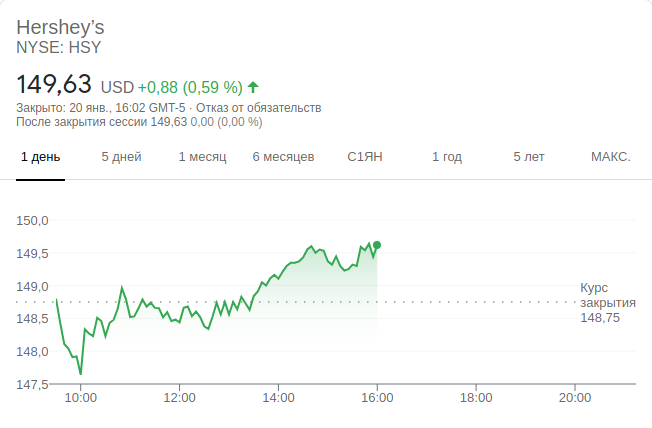 Hershey’s
NYSE: HSY
149,63 USD +0,88 (0,59 %)
Закрыто: 20 янв., 16:02 GMT-5 · Отказ от обязательств
После закрытия сессии 149,63 0,00 (0,00 %)
1 день 5 дней 1 месяц 6 месяцев С1ЯН 1 год 5 лет МАКС.
150,0
149,5
149,0
148,5
148,0
147,5
Курс
закрытия
148,75
10:00 12:00 14:00 16:00 18:00 20:00